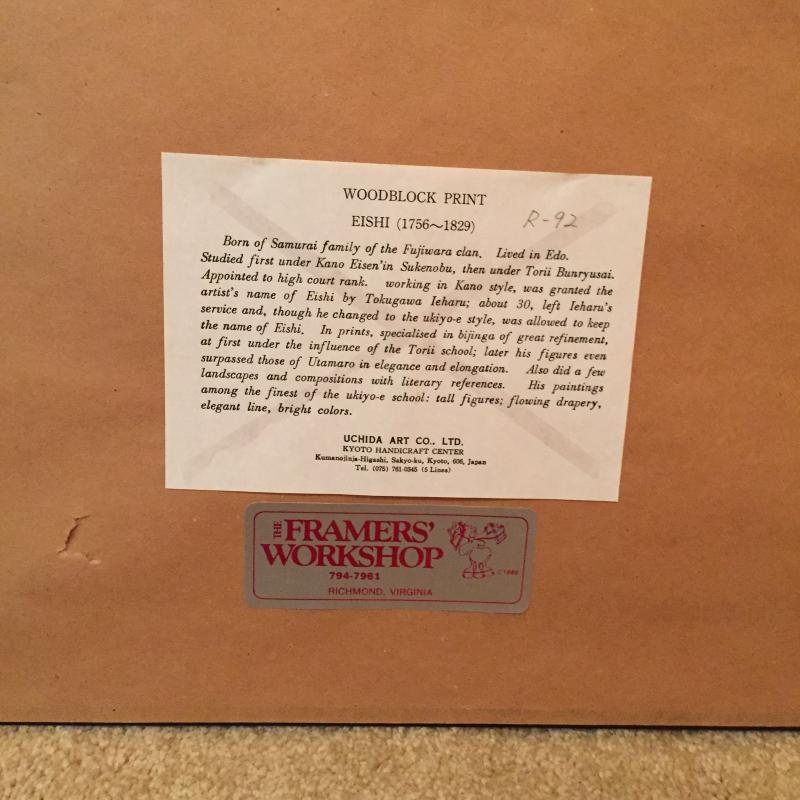 WOODBLOCK PRINT
EISHI (1756~1829)
R-92
Born of Samurai family of the Fujiwara clan. Lived in Edo.
Studied first under Kano Eisen'in Sukenobu, then under Torii Bunryusai.
Appointed to high court rank. working in Kano style, was granted the
artist's name of Eishi by Tokugawa Ieharu; about 30, left Ieharu's
service and, though he changed to the ukiyo-e style, was allowed to keep
the name of Eishi. In prints, specialised in bijinga of great refinement,
at first under the influence of the Torii school; later his figures even
surpassed those of Utamaro in elegance and elongation. Also did a few
landscapes and compositions with literary references. His paintings
among the finest of the ukiyo-e school: tall figures; flowing drapery,
elegant line, bright colors.
UCHIDA ART CO., LTD.
KYOTO HANDICRAFT CENTER
Kumanojinja-Higashi, Sakyo-ku, Kyoto, 606, Japan
Tel. (075) 761-0345 (5 Lines)
THE FRAMERS'
WORKSHOP
794-7961
RICHMOND, VIRGINIA